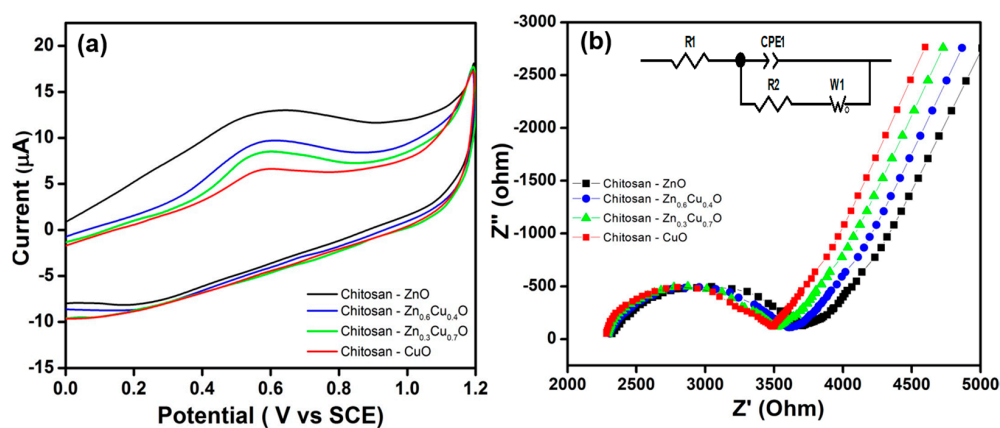 (a)
Current (μA)
20
15
10
5
0
-5
-10
-15
Chitosan - ZnO
Chitosan - Zn0.6Cu0.4O
Chitosan - Zn0.3Cu0.7O
Chitosan - CuO
0.0 0.2 0.4 0.6 0.8 1.0 1.2
Potential ( V vs SCE)
(b)
Z'' (ohm)
-3000
-2500
-2000
-1500
-1000
-500
0
R1 CPE1
R2 W1
Chitosan - ZnO
Chitosan - Zn0.6Cu0.4O
Chitosan - Zn0.3Cu0.7O
Chitosan - CuO
2000 2500 3000 3500 4000 4500 5000
Z' (Ohm)